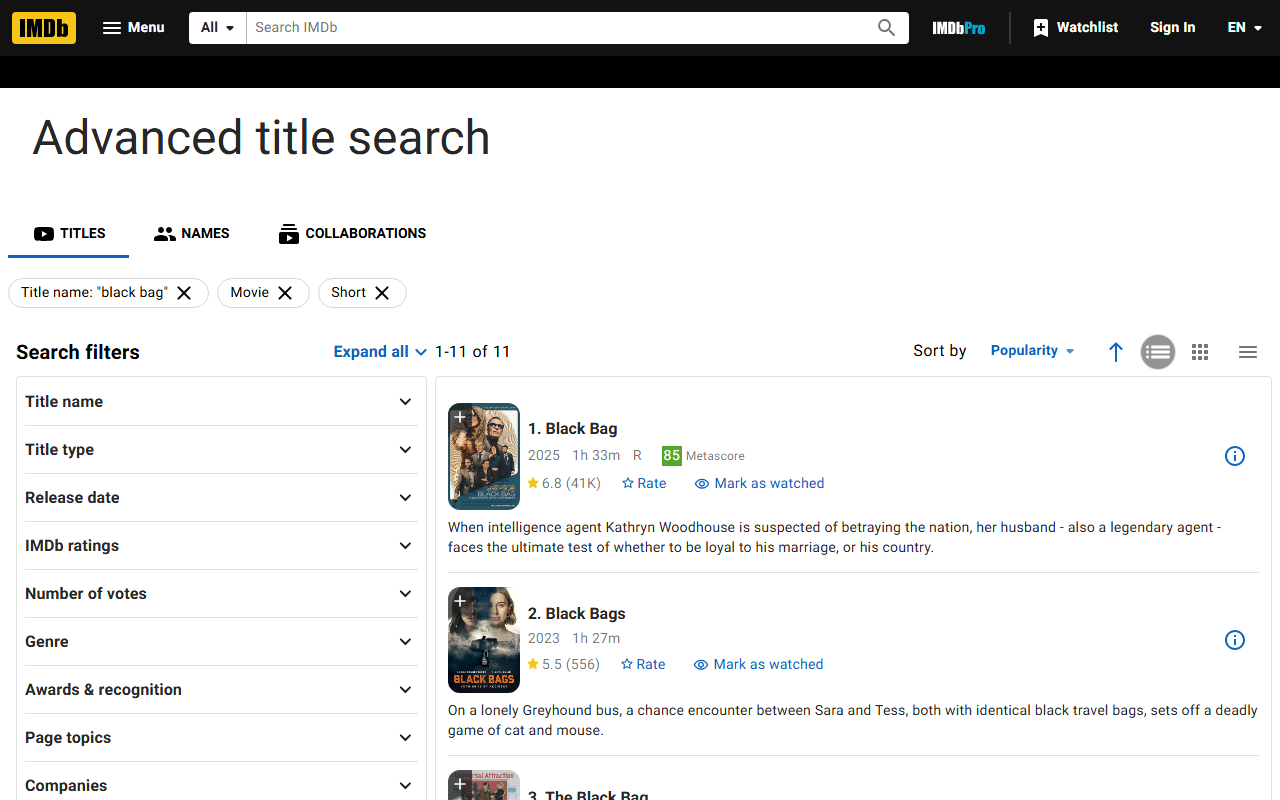 IMDb Menu All Search IMDb IMDbPro Watchlist Sign In EN
Advanced title search
TITLES NAMES COLLABORATIONS
Title name: "black bag" Movie Short
Search filters Expand all 1-11 of 11 Sort by Popularity
Title name
Title type
Release date
IMDb ratings
Number of votes
Genre
Awards & recognition
Page topics
Companies
BLACK BAG
1. Black Bag
2025 1h 33m R 85 Metascore
6.8 (41K) Rate Mark as watched
When intelligence agent Kathryn Woodhouse is suspected of betraying the nation, her husband - also a legendary agent -
faces the ultimate test of whether to be loyal to his marriage, or his country.
BLACK BAGS
2. Black Bags
2023 1h 27m
5.5 (556) Rate Mark as watched
On a lonely Greyhound bus, a chance encounter between Sara and Tess, both with identical black travel bags, sets off a deadly
game of cat and mouse.
3. The Black Bag